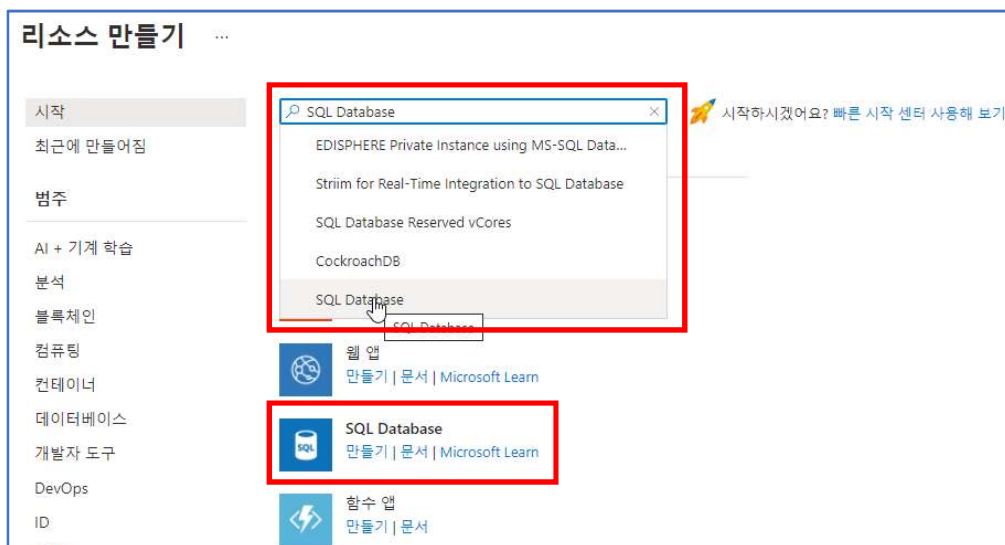 리소스 만들기 ...
시작
최근에 만들어짐
범주
AI + 기계 학습
분석
블록체인
컴퓨팅
컨테이너
데이터베이스
개발자 도구
DevOps
ID
SQL Database
EDISPHERE Private Instance using MS-SQL Data...
Striim for Real-Time Integration to SQL Database
SQL Database Reserved vCores
CockroachDB
SQL Database
SQL Database
시작하시겠어요? 빠른 시작 센터 사용해 보기
웹 앱
만들기 | 문서 | Microsoft Learn
SQL
SQL Database
만들기 | 문서 | Microsoft Learn
함수 앱
만들기 | 문서